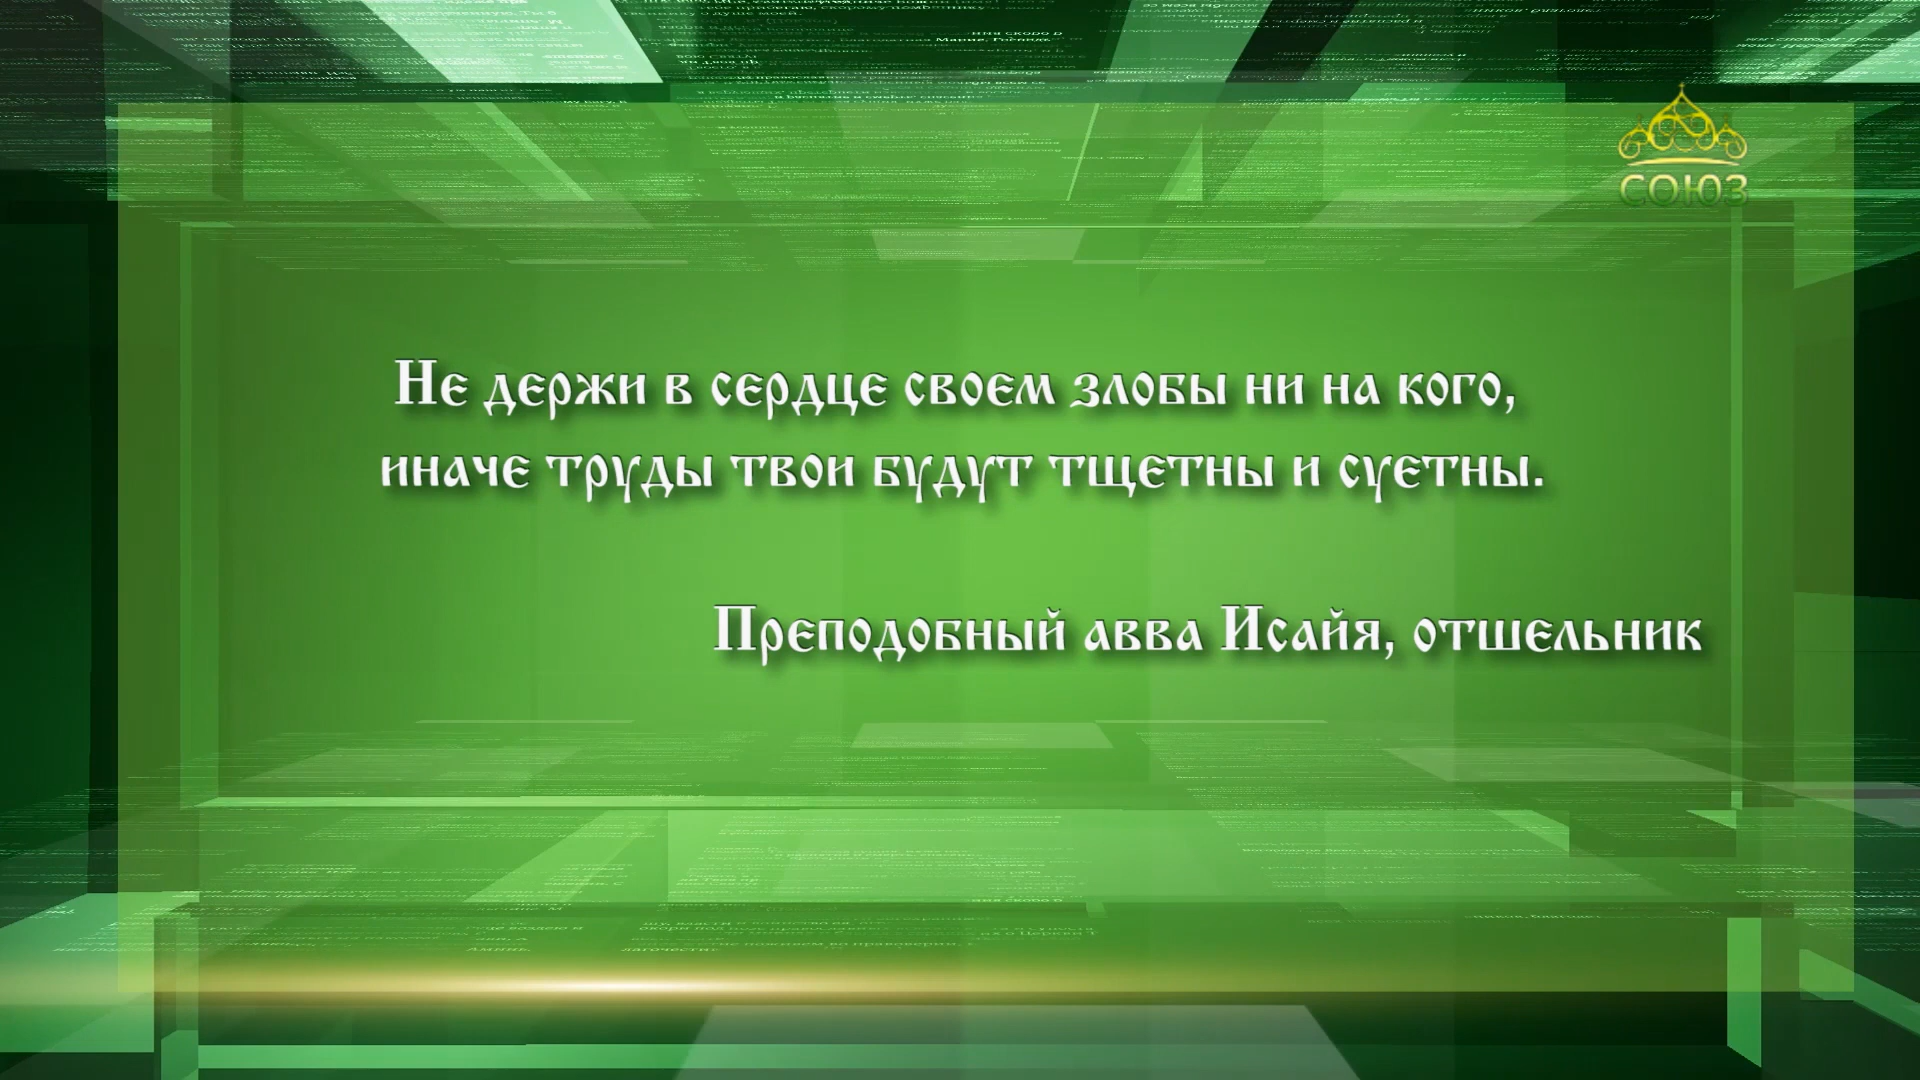 СОЮЗ
Не держи в сердце своем злобы ни на кого,
иначе труды твои будут тщетны и суетны.
Преподобный авва Исайя, отшельник